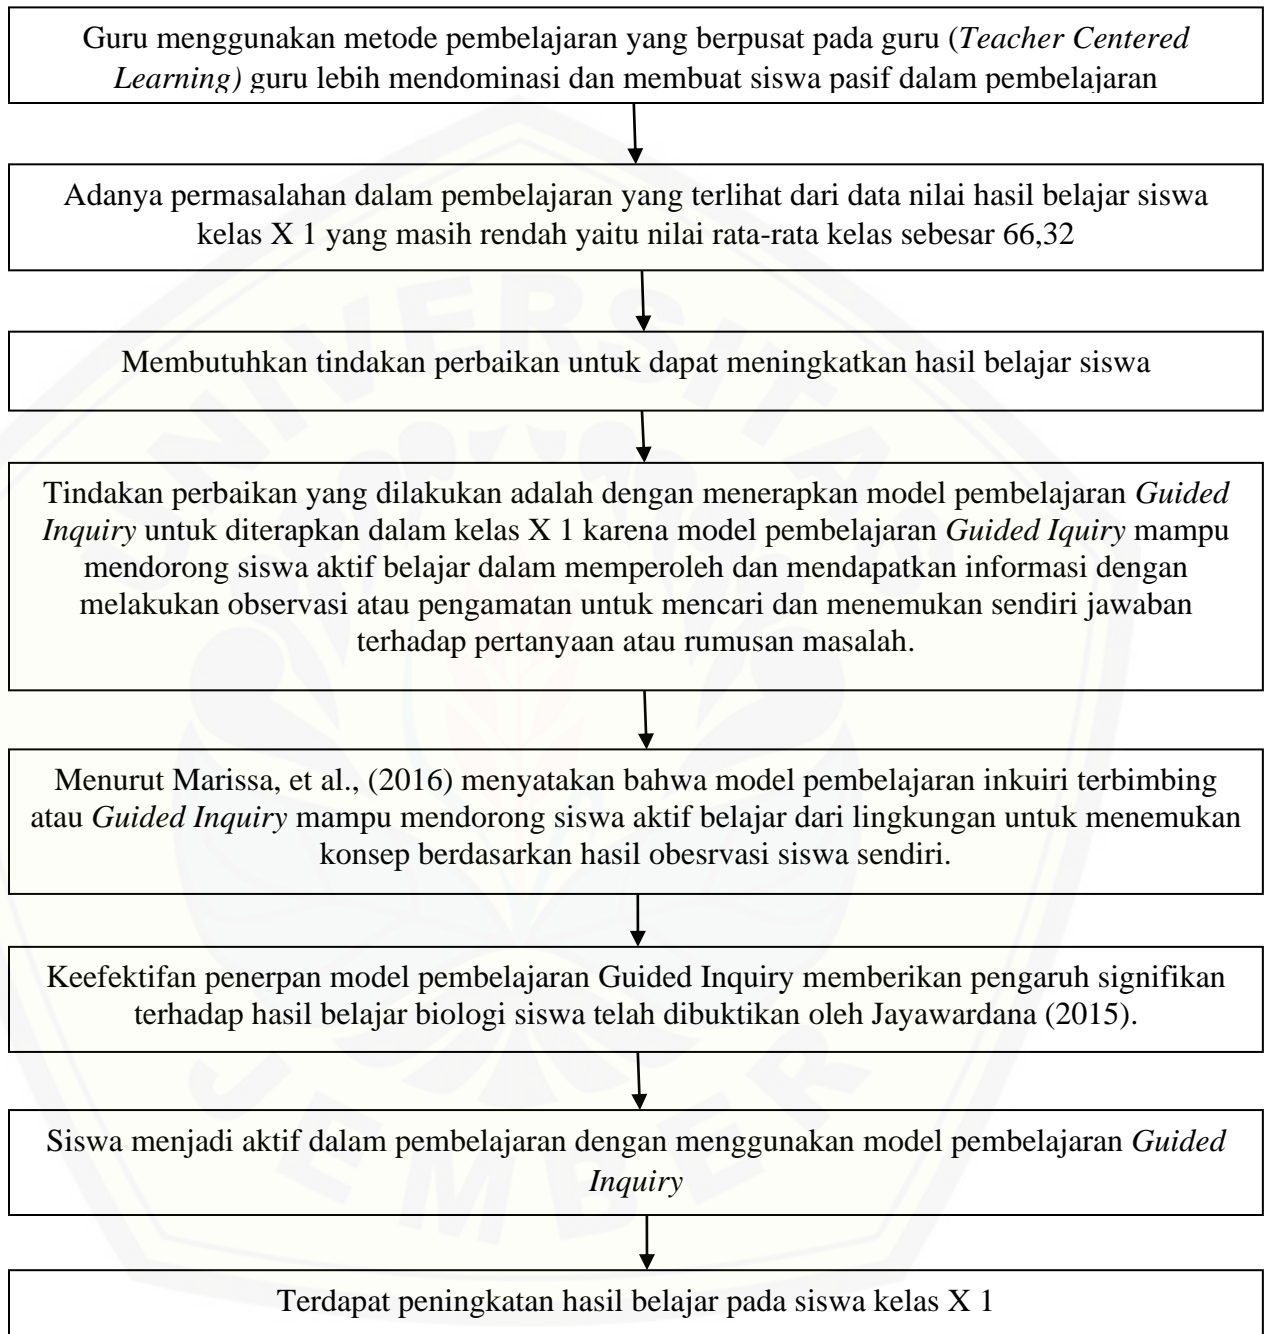 Guru menggunakan metode pembelajaran yang berpusat pada guru (Teacher Centered
Learning) guru lebih mendominasi dan membuat siswa pasif dalam pembelajaran
Adanya permasalahan dalam pembelajaran yang terlihat dari data nilai hasil belajar siswa
kelas X 1 yang masih rendah yaitu nilai rata-rata kelas sebesar 66,32
Membutuhkan tindakan perbaikan untuk dapat meningkatkan hasil belajar siswa
Tindakan perbaikan yang dilakukan adalah dengan menerapkan model pembelajaran Guided
Inquiry untuk diterapkan dalam kelas X 1 karena model pembelajaran Guided Iquiry mampu
mendorong siswa aktif belajar dalam memperoleh dan mendapatkan informasi dengan
melakukan observasi atau pengamatan untuk mencari dan menemukan sendiri jawaban
terhadap pertanyaan atau rumusan masalah.
Menurut Marissa, et al., (2016) menyatakan bahwa model pembelajaran inkuiri terbimbing
atau Guided Inquiry mampu mendorong siswa aktif belajar dari lingkungan untuk menemukan
konsep berdasarkan hasil obesrvasi siswa sendiri.
Keefektifan penerpan model pembelajaran Guided Inquiry memberikan pengaruh signifikan
terhadap hasil belajar biologi siswa telah dibuktikan oleh Jayawardana (2015).
Siswa menjadi aktif dalam pembelajaran dengan menggunakan model pembelajaran Guided
Inquiry
Terdapat peningkatan hasil belajar pada siswa kelas X 1
UNIVERSITAS
JEMBER